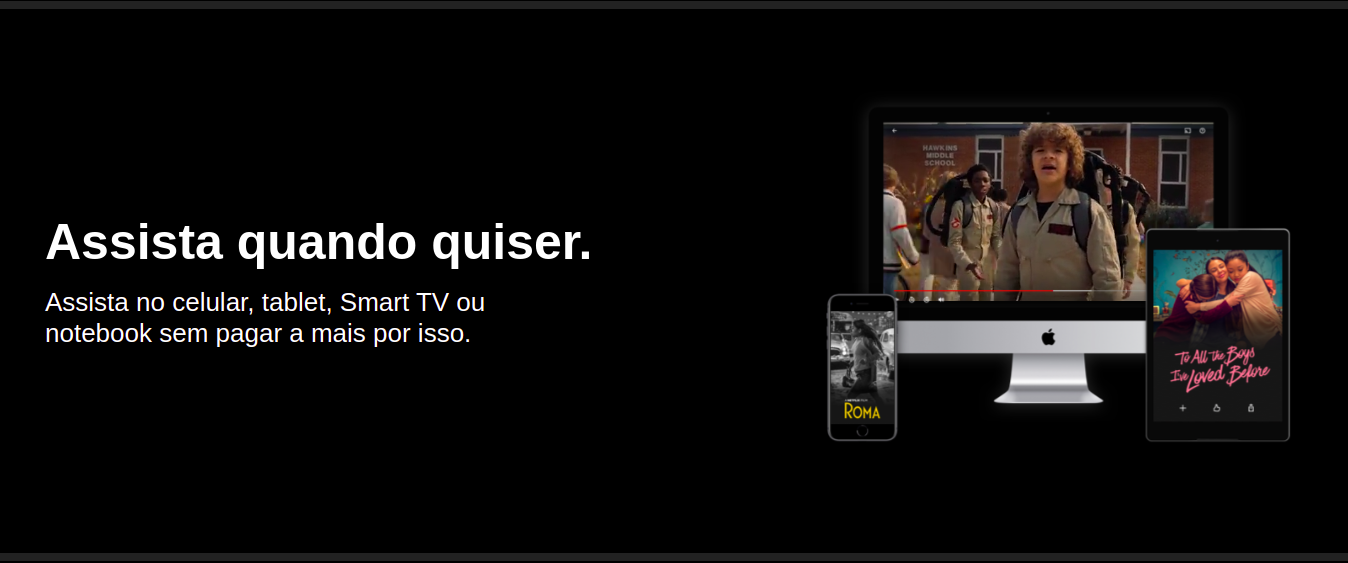 Assista quando quiser.
Assista no celular, tablet, Smart TV ou
notebook sem pagar a mais por isso.
HAWKINS
MIDDLE
SCHOOL
ROMA
To All the Boys
I've Loved Before